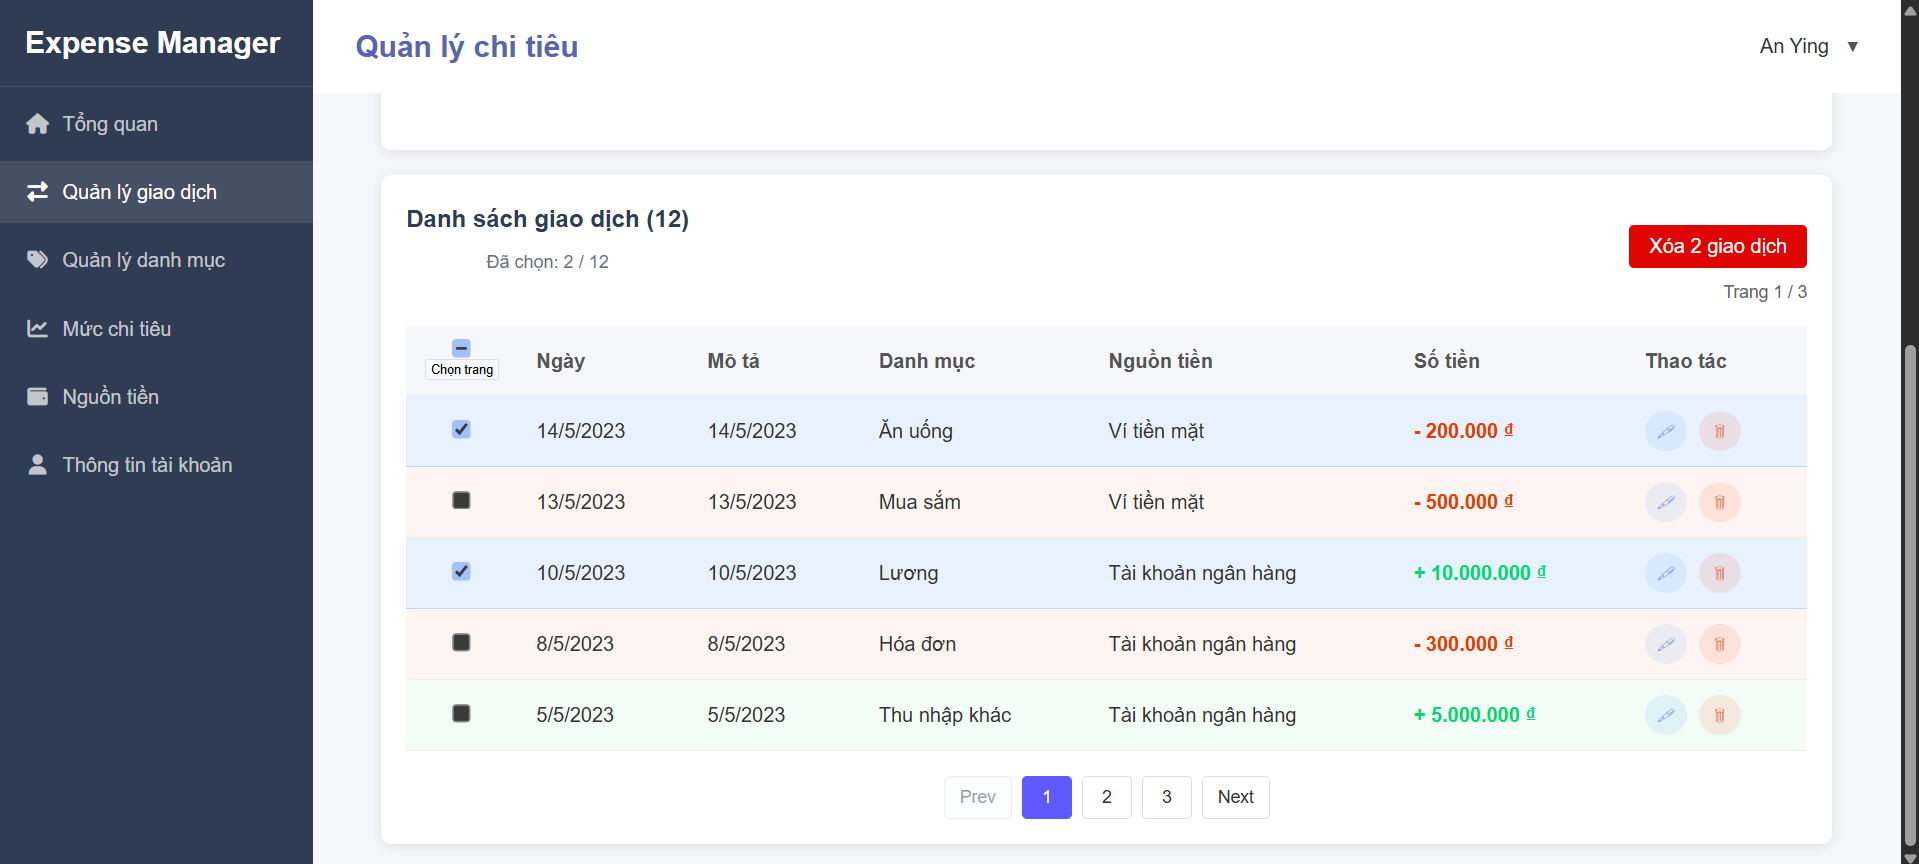 Expense Manager
Quản lý chi tiêu
An Ying ▼
Tổng quan
Quản lý giao dịch
Quản lý danh mục
Mức chi tiêu
Nguồn tiền
Thông tin tài khoản
Danh sách giao dịch (12)
Đã chọn: 2 / 12
Xóa 2 giao dịch
Trang 1 / 3
Chọn trang Ngày Mô tả Danh mục Nguồn tiền Số tiền Thao tác
14/5/2023 14/5/2023 Ăn uống Ví tiền mặt - 200.000 ₫
13/5/2023 13/5/2023 Mua sắm Ví tiền mặt - 500.000 ₫
10/5/2023 10/5/2023 Lương Tài khoản ngân hàng + 10.000.000 ₫
8/5/2023 8/5/2023 Hóa đơn Tài khoản ngân hàng - 300.000 ₫
5/5/2023 5/5/2023 Thu nhập khác Tài khoản ngân hàng + 5.000.000 ₫
Prev 1 2 3 Next